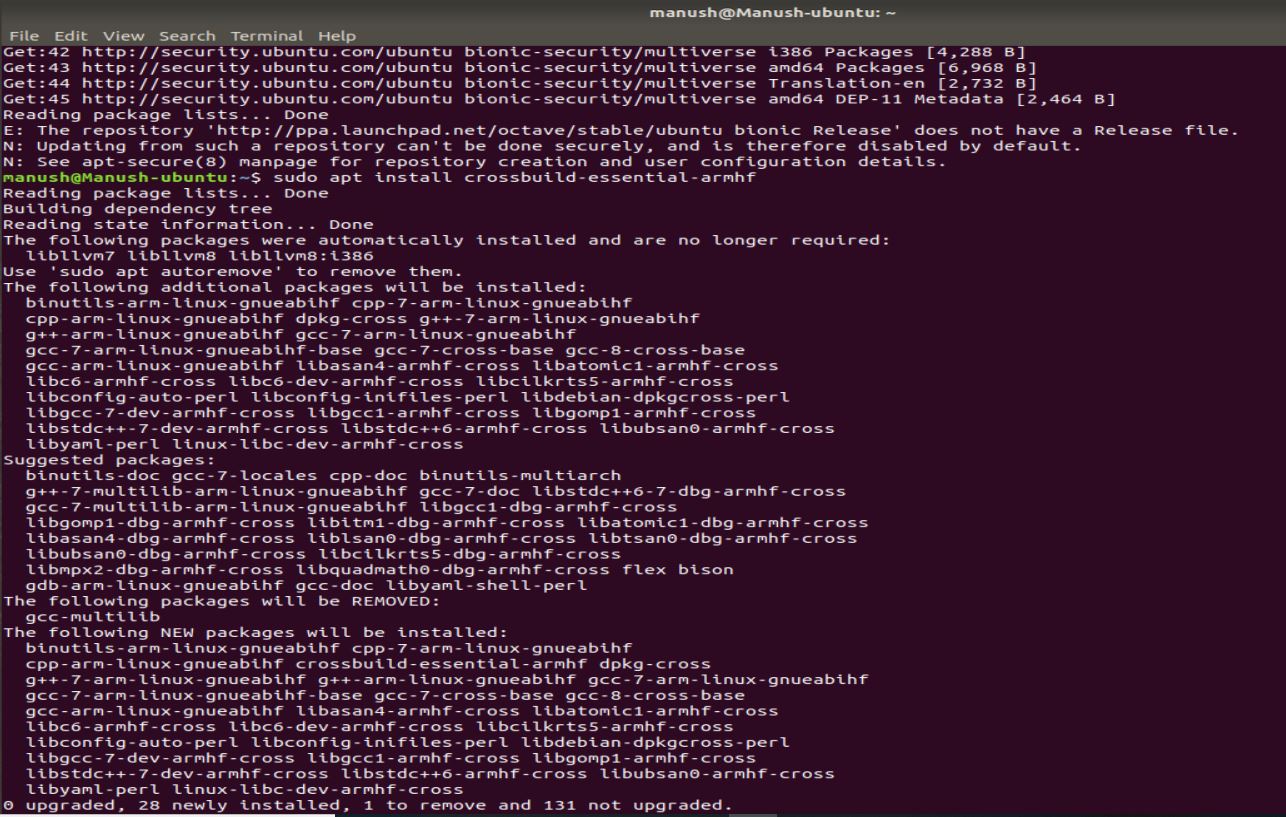 manush@Manush-ubuntu: ~
File Edit View Search Terminal Help
Get:42 http://security.ubuntu.com/ubuntu bionic-security/multiverse i386 Packages [4,288 B]
Get:43 http://security.ubuntu.com/ubuntu bionic-security/multiverse amd64 Packages [6,968 B]
Get:44 http://security.ubuntu.com/ubuntu bionic-security/multiverse Translation-en [2,732 B]
Get:45 http://security.ubuntu.com/ubuntu bionic-security/multiverse amd64 DEP-11 Metadata [2,464 B]
Reading package lists... Done
E: The repository 'http://ppa.launchpad.net/octave/stable/ubuntu bionic Release' does not have a Release file.
N: Updating from such a repository can't be done securely, and is therefore disabled by default.
N: See apt-secure(8) manpage for repository creation and user configuration details.
manush@Manush-ubuntu:~$ sudo apt install crossbuild-essential-armhf
Reading package lists... Done
Building dependency tree
Reading state information... Done
The following packages were automatically installed and are no longer required:
  libllvm7 libllvm8 libllvm8:i386
Use 'sudo apt autoremove' to remove them.
The following additional packages will be installed:
  binutils-arm-linux-gnueabihf cpp-7-arm-linux-gnueabihf
  cpp-arm-linux-gnueabihf dpkg-cross g++-7-arm-linux-gnueabihf
  g++-arm-linux-gnueabihf gcc-7-arm-linux-gnueabihf
  gcc-7-arm-linux-gnueabihf-base gcc-7-cross-base gcc-8-cross-base
  gcc-arm-linux-gnueabihf libasan4-armhf-cross libatomic1-armhf-cross
  libc6-armhf-cross libc6-dev-armhf-cross libcilkrts5-armhf-cross
  libconfig-auto-perl libconfig-inifiles-perl libdebian-dpkgcross-perl
  libgcc-7-dev-armhf-cross libgcc1-armhf-cross libgomp1-armhf-cross
  libstdc++-7-dev-armhf-cross libstdc++6-armhf-cross libubsan0-armhf-cross
  libyaml-perl linux-libc-dev-armhf-cross
Suggested packages:
  binutils-doc gcc-7-locales cpp-doc binutils-multiarch
  g++-7-multilib-arm-linux-gnueabihf gcc-7-doc libstdc++6-7-dbg-armhf-cross
  gcc-7-multilib-arm-linux-gnueabihf libgcc1-dbg-armhf-cross
  libgomp1-dbg-armhf-cross libitm1-dbg-armhf-cross libatomic1-dbg-armhf-cross
  libasan4-dbg-armhf-cross liblsan0-dbg-armhf-cross libtsan0-dbg-armhf-cross
  libubsan0-dbg-armhf-cross libcilkrts5-dbg-armhf-cross
  libmpx2-dbg-armhf-cross libquadmath0-dbg-armhf-cross flex bison
  gdb-arm-linux-gnueabihf gcc-doc libyaml-shell-perl
The following packages will be REMOVED:
  gcc-multilib
The following NEW packages will be installed:
  binutils-arm-linux-gnueabihf cpp-7-arm-linux-gnueabihf
  cpp-arm-linux-gnueabihf crossbuild-essential-armhf dpkg-cross
  g++-7-arm-linux-gnueabihf g++-arm-linux-gnueabihf gcc-7-arm-linux-gnueabihf
  gcc-7-arm-linux-gnueabihf-base gcc-7-cross-base gcc-8-cross-base
  gcc-arm-linux-gnueabihf libasan4-armhf-cross libatomic1-armhf-cross
  libc6-armhf-cross libc6-dev-armhf-cross libcilkrts5-armhf-cross
  libconfig-auto-perl libconfig-inifiles-perl libdebian-dpkgcross-perl
  libgcc-7-dev-armhf-cross libgcc1-armhf-cross libgomp1-armhf-cross
  libstdc++-7-dev-armhf-cross libstdc++6-armhf-cross libubsan0-armhf-cross
  libyaml-perl linux-libc-dev-armhf-cross
0 upgraded, 28 newly installed, 1 to remove and 131 not upgraded.